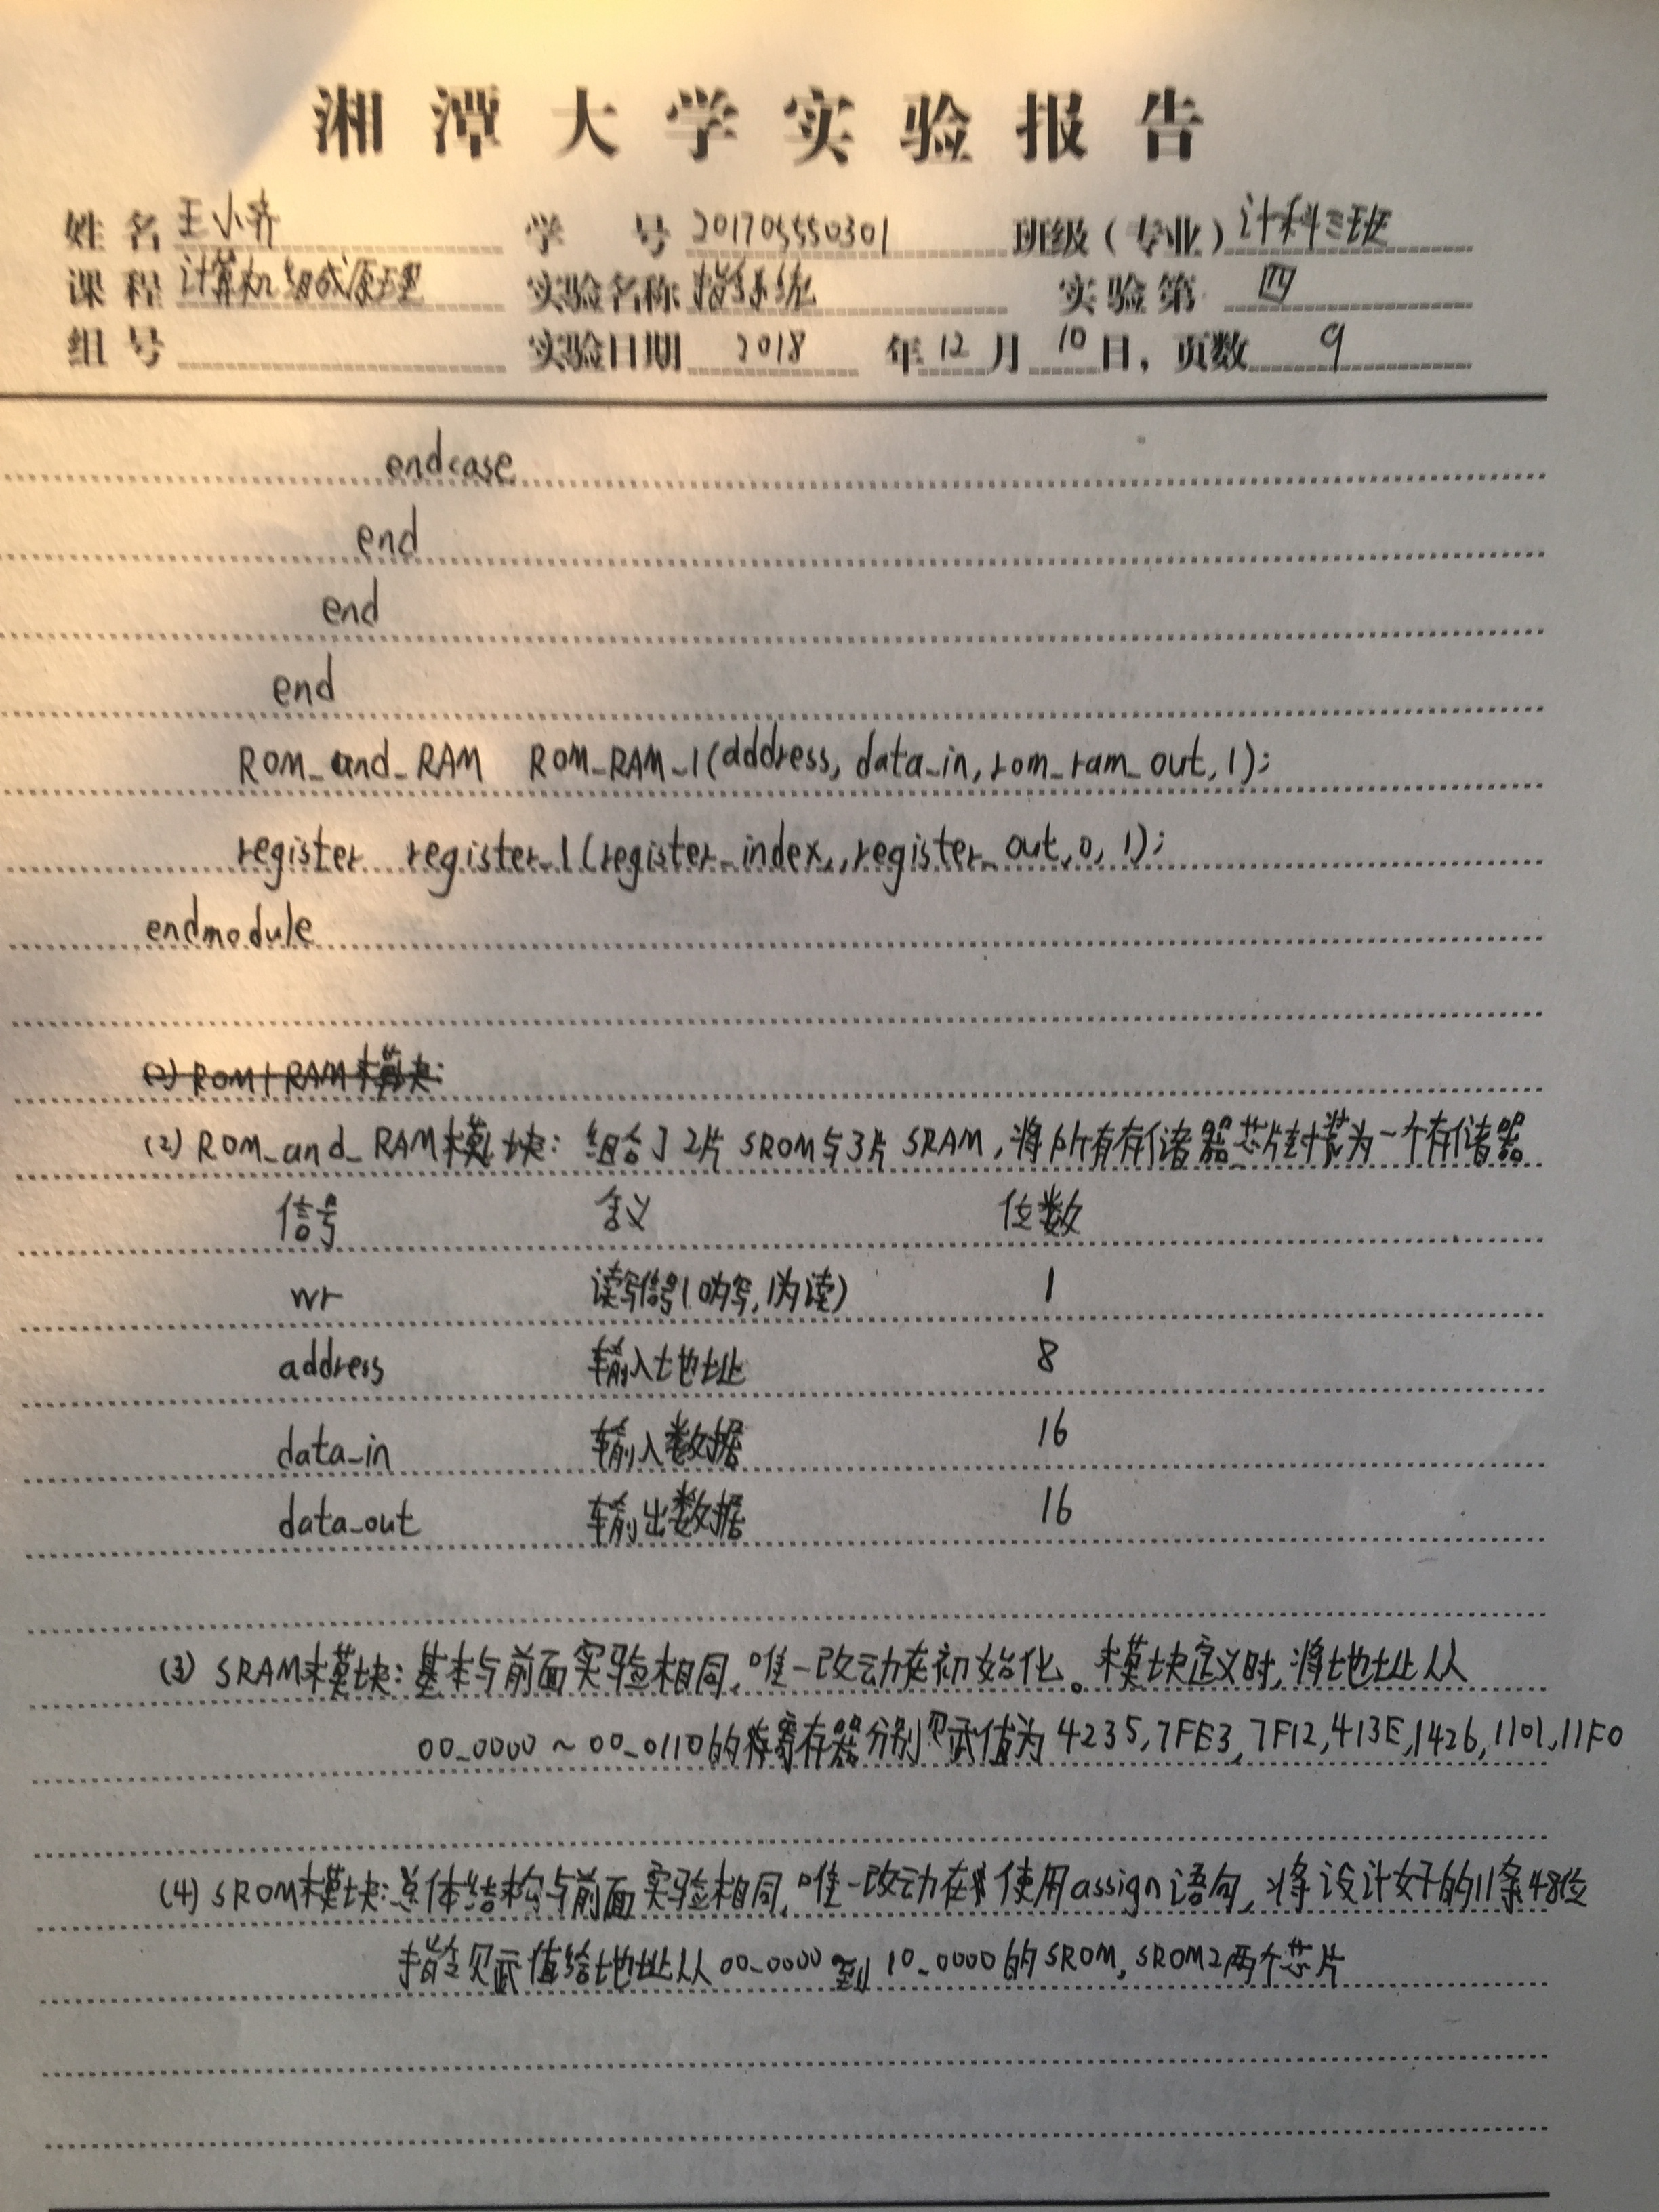 湘潭大学实验报告
姓名 王小齐 学号 201705550301 班级（专业） 计科三班
课程 计算机组成原理 实验名称 指令系统 实验第 四
组号 实验日期 2018 年 12 月 10 日，页数 9
endcase
end
end
end
ROM_and_RAM ROM_RAM_1(address, data_in, rom_ram_out, 1);
register register_1(register_index,,register_out,0,1);
endmodule
(2) ROM+RAM模块:
(2) ROM_and_RAM模块: 组合了2片 SROM与3片 SRAM,将所有存储器芯片封装为一个存储器
信号 含义 位数
wr 读写信号(0为写,1为读) 1
address 输入地址 8
data_in 输入数据 16
data_out 输出数据 16
(3) SRAM模块: 基本与前面实验相同,唯一改动在初始化。模块定义时,将地址从
00_0000 ~ 00_0110的寄存器分别赋值为 4235,7FE3,7F12,413E,1426,1101,11F0
(4) SROM模块:总体结构与前面实验相同,唯一改动在使用assign语句,将设计好的11条48位
指令赋值给地址从00_0000到10_0000的SROM,SROM2两个芯片